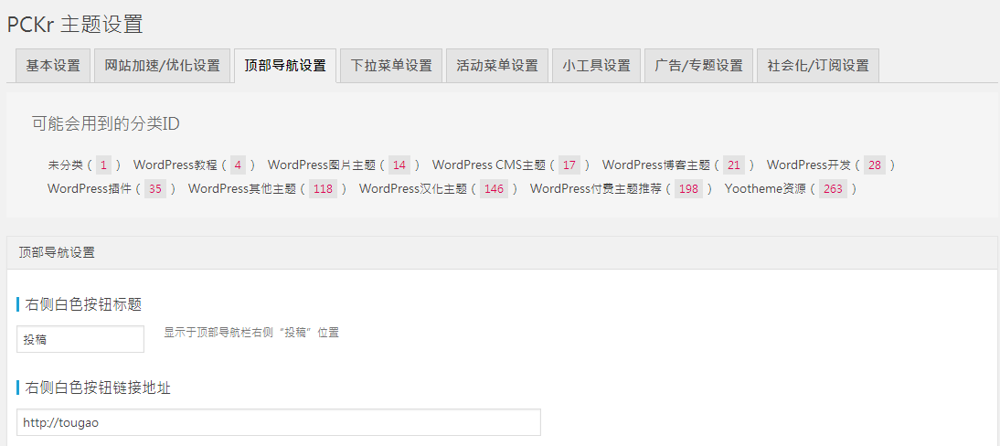 PCKr 主题设置
基本设置 网站加速/优化设置 顶部导航设置 下拉菜单设置 活动菜单设置 小工具设置 广告/专题设置 社会化/订阅设置
可能会用到的分类ID
未分类 ( 1 ) WordPress教程 ( 4 ) WordPress图片主题 ( 14 ) WordPress CMS主题 ( 17 ) WordPress博客主题 ( 21 ) WordPress开发 ( 28 )
WordPress插件 ( 35 ) WordPress其他主题 ( 118 ) WordPress汉化主题 ( 146 ) WordPress付费主题推荐 ( 198 ) Yootheme资源 ( 263 )
顶部导航设置
右侧白色按钮标题
投稿 显示于顶部导航栏右侧“投稿”位置
右侧白色按钮链接地址
http://tougao